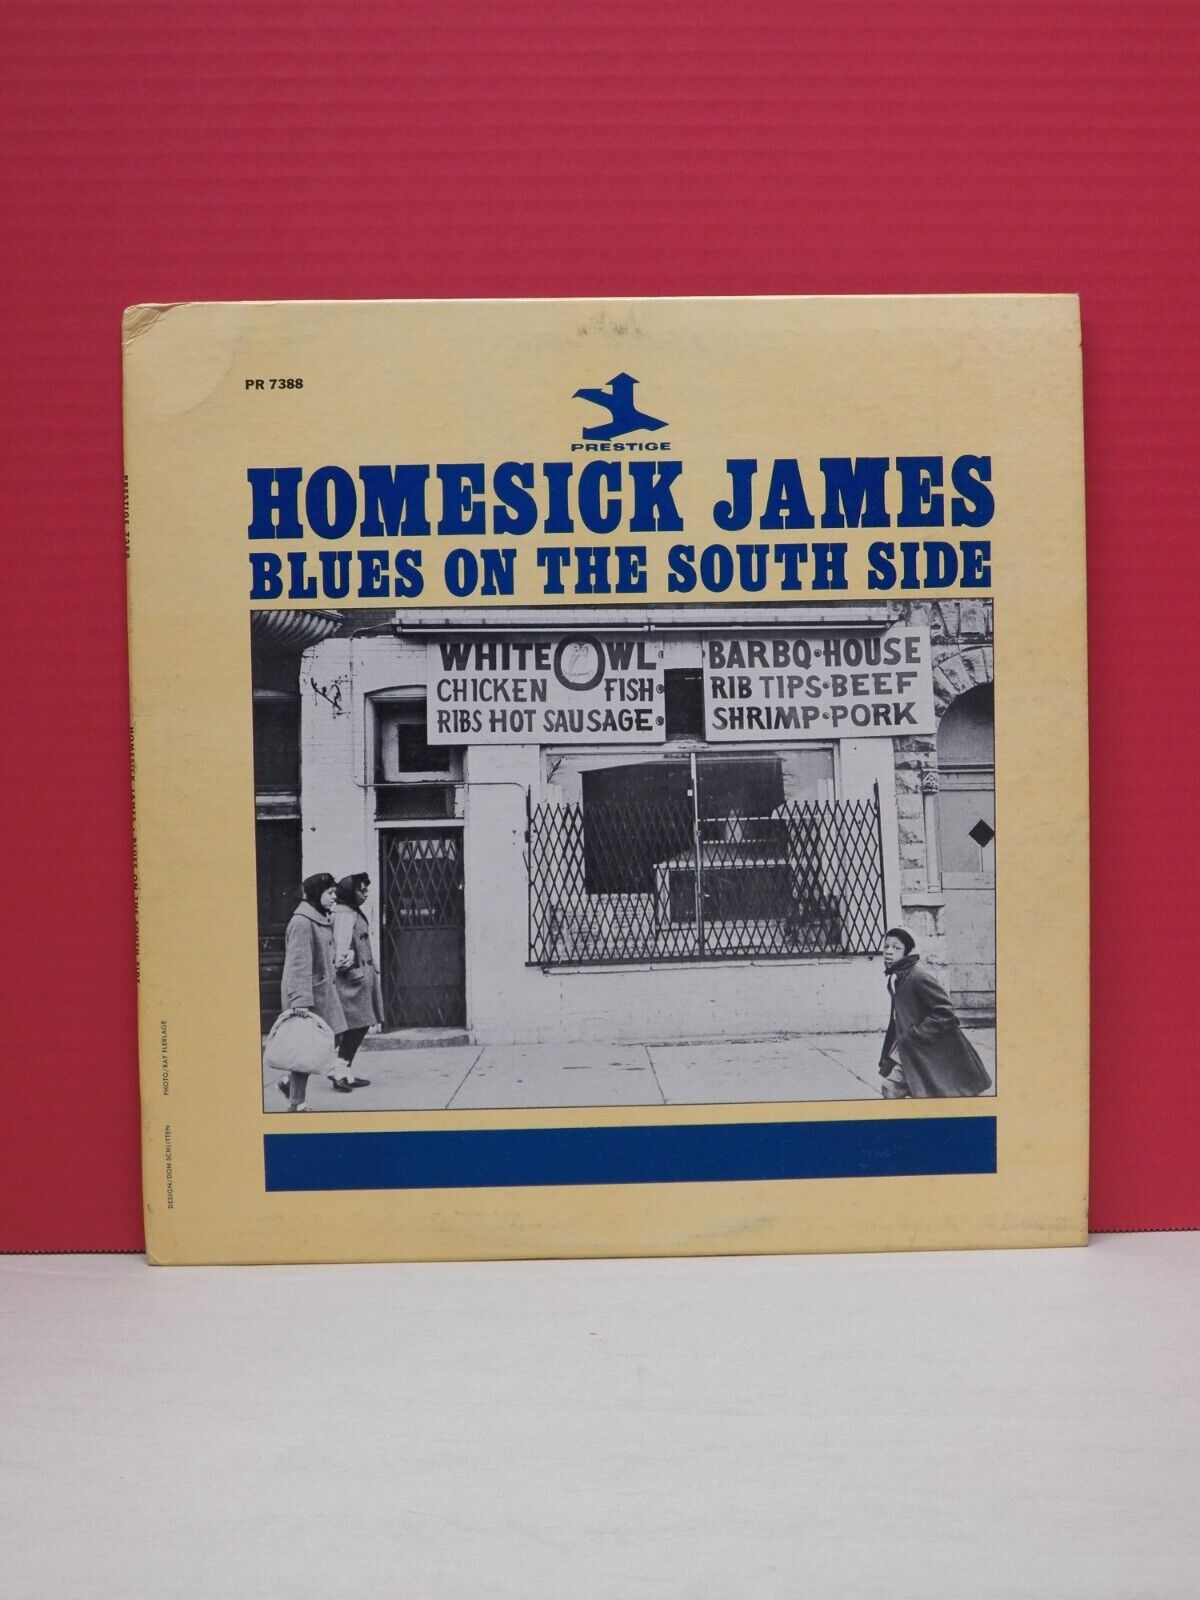 PR 7388
PRESTIGE
HOMESICK JAMES
BLUES ON THE SOUTH SIDE
WHITE OWL
CHICKEN FISH
RIBS HOT SAUSAGE
BARBQ•HOUSE
RIB TIPS•BEEF
SHRIMP•PORK
PRESTIGE 7388
HOMESICK JAMES • BLUES ON THE SOUTH SIDE
PHOTO/RAY FLERLAGE
DESIGN/DON SCHLITTEN